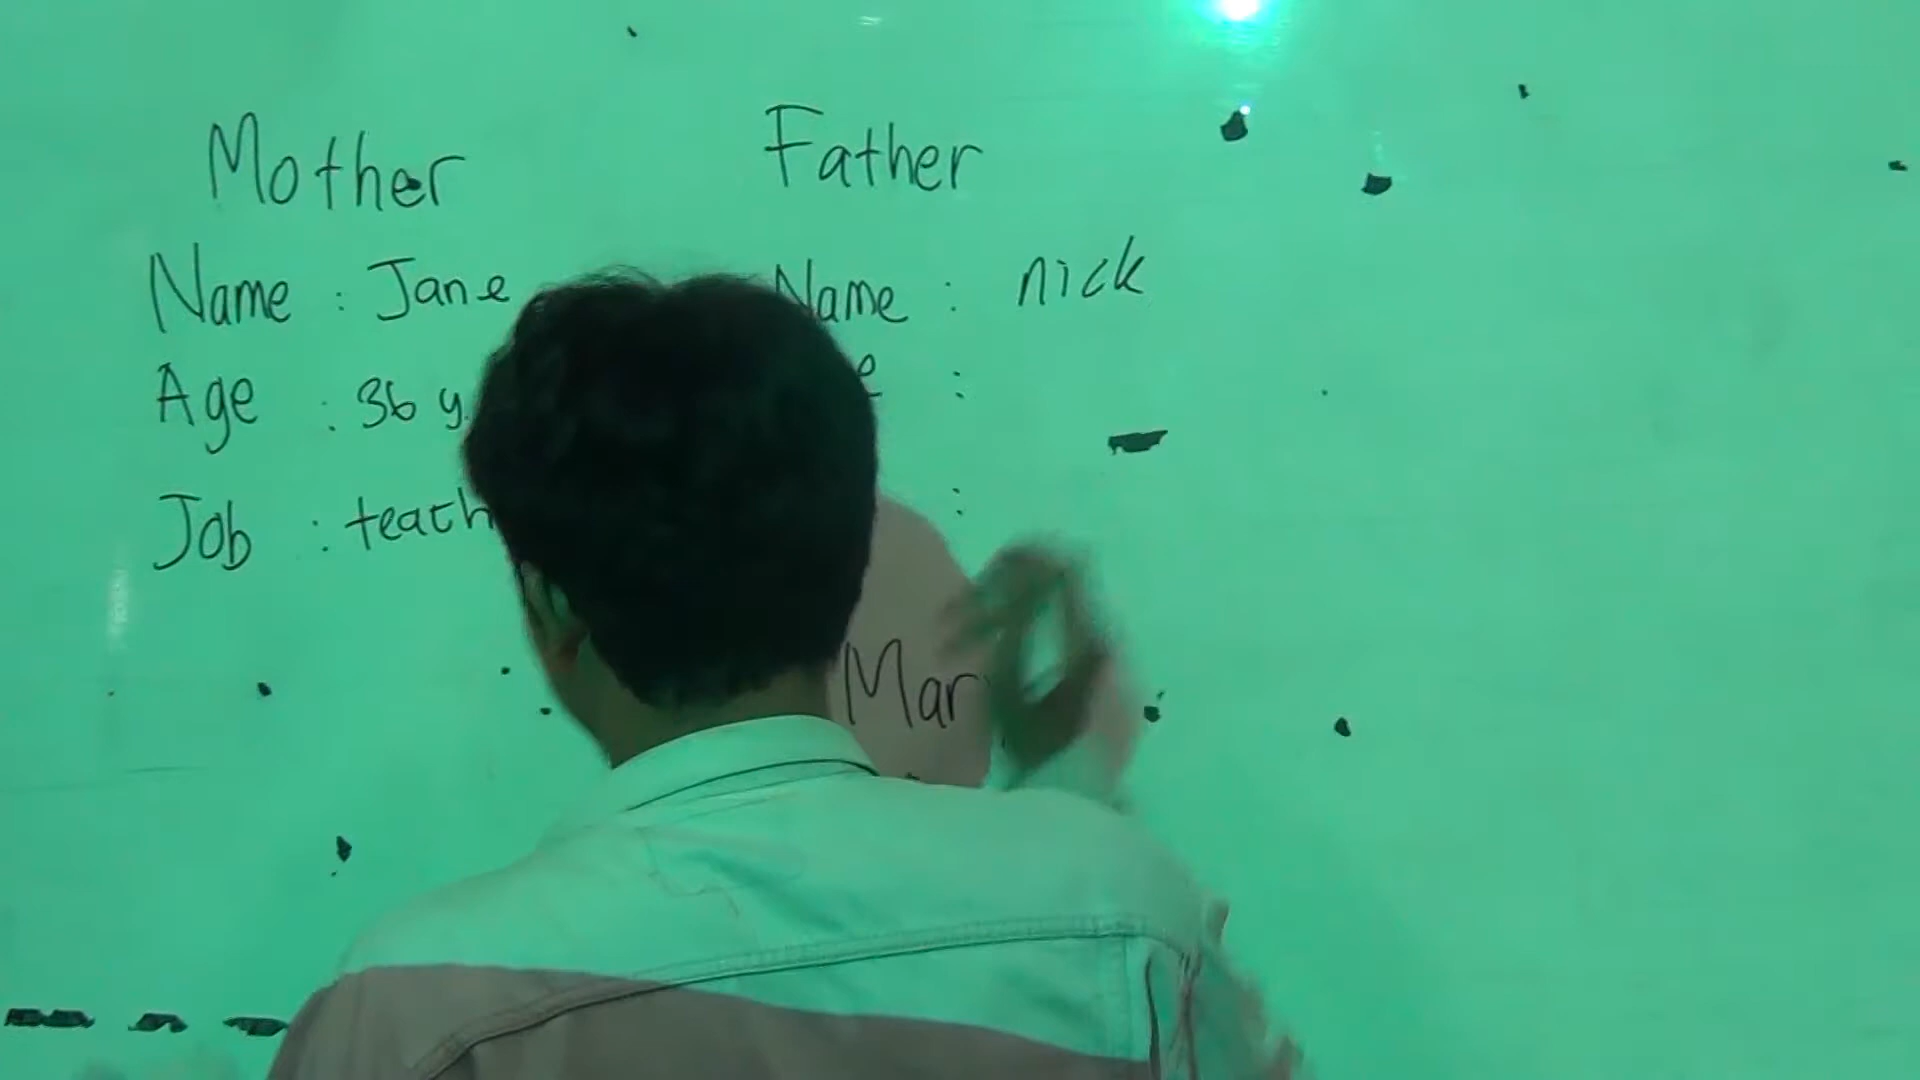 Mother
Name : Jane
Age : 36 y.
Job : teach
Father
Name : nick
:
:
Mar